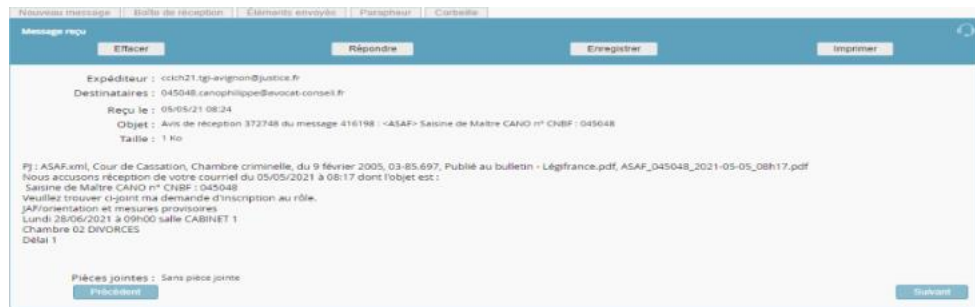 Nouveau message Boîte de réception Éléments envoyés Parapheur Corbeille
Message reçu
Effacer Répondre Enregistrer Imprimer
Expéditeur : ccich21.tgi-avignon@justice.fr
Destinataires : 045048.canophilippe@avocat-conseil.fr
Reçu le : 05/05/21 08:24
Objet : Avis de réception 372748 du message 416198 : <ASAF> Saisine de Maître CANO n° CNBF : 045048
Taille : 1 Ko
PJ : ASAF.xml, Cour de Cassation, Chambre criminelle, du 9 février 2005, 03-85.697, Publié au bulletin - Légifrance.pdf, ASAF_045048_2021-05-05_08h17.pdf
Nous accusons réception de votre courriel du 05/05/2021 à 08:17 dont l'objet est :
Saisine de Maître CANO n° CNBF : 045048
Veuillez trouver ci-joint ma demande d'inscription au rôle.
JAF/orientation et mesures provisoires
Lundi 28/06/2021 à 09h00 salle CABINET 1
Chambre 02 DIVORCES
Délai 1
Pièces jointes : Sans pièce jointe
Précédent Suivant